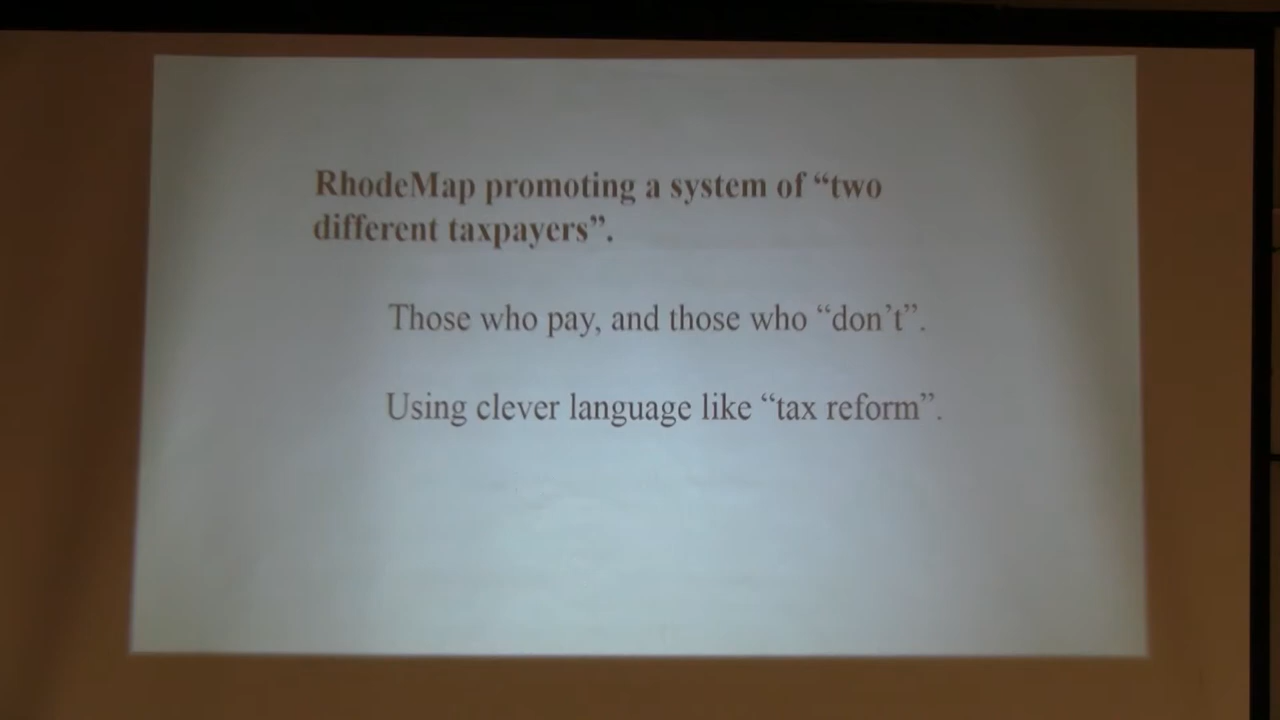 RhodeMap promoting a system of “two
different taxpayers”.
Those who pay, and those who “don’t”.
Using clever language like “tax reform”.